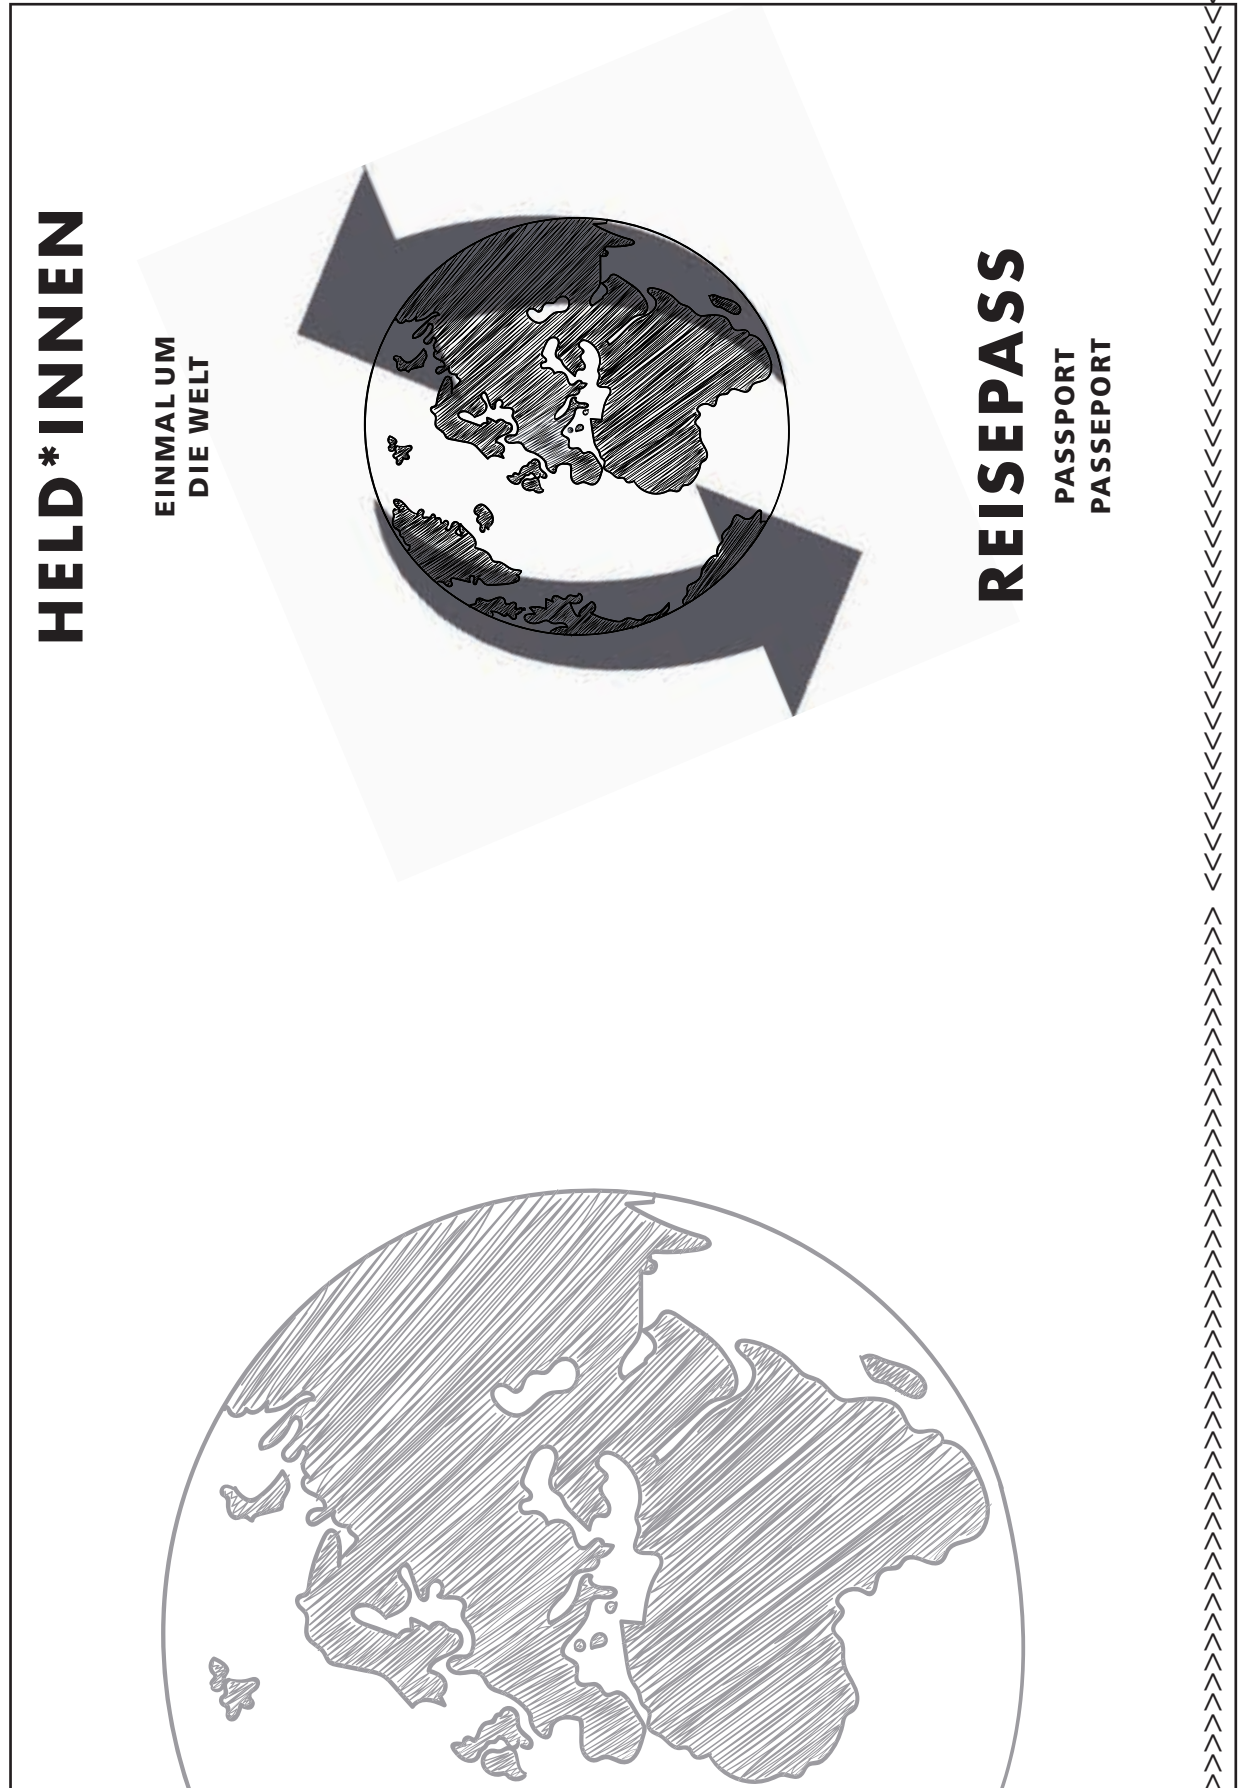 HELD*INNEN
EINMAL UM
DIE WELT
REISEPASS
PASSPORT
PASSEPORT